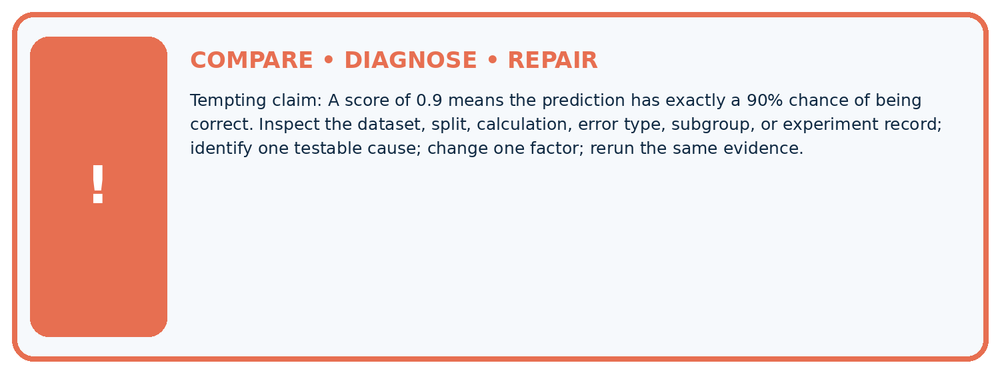 COMPARE • DIAGNOSE • REPAIR
Tempting claim: A score of 0.9 means the prediction has exactly a 90% chance of being
correct. Inspect the dataset, split, calculation, error type, subgroup, or experiment record;
identify one testable cause; change one factor; rerun the same evidence.
!